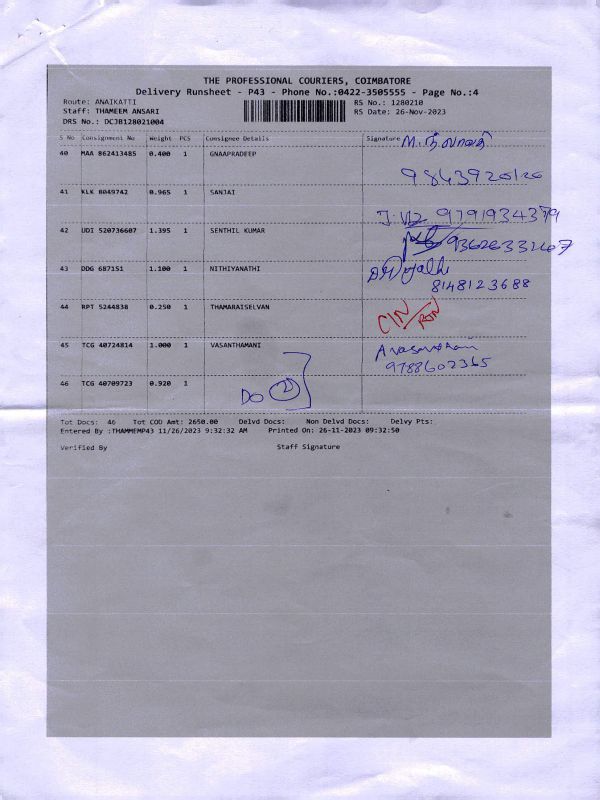 THE PROFESSIONAL COURIERS, COIMBATORE
Delivery Runsheet - P43 - Phone No.:0422-3505555 - Page No.:4
Route: ANAIKATTI RS No.: 1280210
Staff: THAMEEM ANSARI RS Date: 26-Nov-2023
DRS No.: DCJB128021004
S No Consignment No Weight PCS Consignee Details Signature
40 MAA 862413485 0.400 1 GNAAPRADEEP
41 KLK 8049742 0.965 1 SANJAI
9791934379
42 UDI 520736607 1.395 1 SENTHIL KUMAR
43 DDG 687151 1.100 1 NITHIYANATHI
8148123688
44 RPT 5244838 0.250 1 THAMARAISELVAN
CIN/
45 TCG 40724814 1.000 1 VASANTHAMANI
9788602365
46 TCG 40709723 0.920 1
DO 2
Tot Docs: 46 Tot COD Amt: 2650.00 Delvd Docs: Non Delvd Docs: Delvy Pts:
Entered By :THAMMEMP43 11/26/2023 9:32:32 AM Printed On: 26-11-2023 09:32:50
Verified By Staff Signature